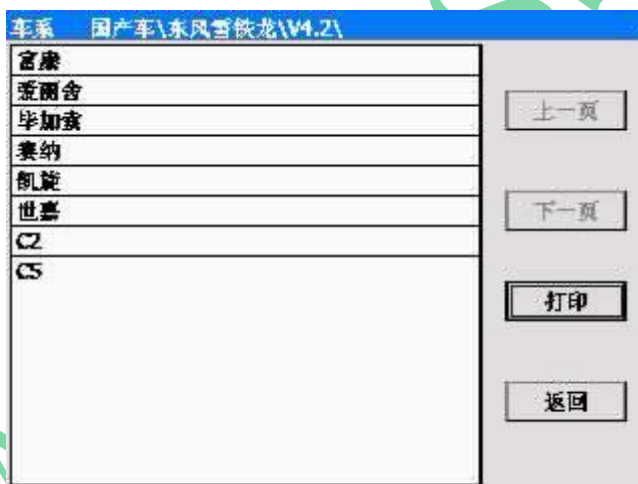 车系 国产车\东风雪铁龙\V4.2\
富康
爱丽舍
毕加索
赛纳
凯旋
世嘉
C2
C5
上一页
下一页
打印
返回